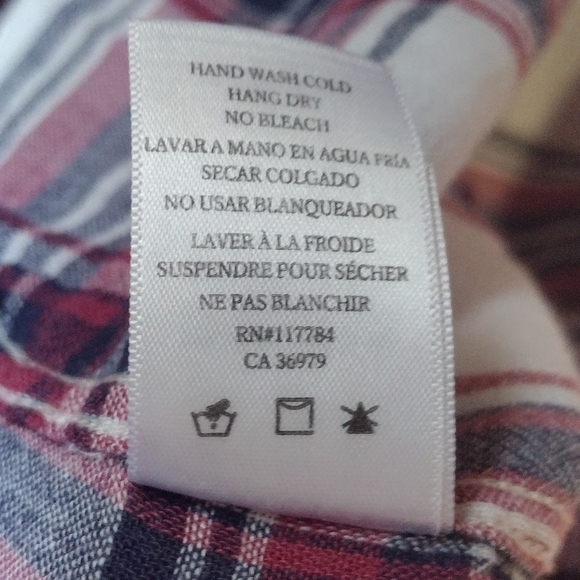 HAND WASH COLD
HANG DRY
NO BLEACH
LAVAR A MANO EN AGUA FRÍA
SECAR COLGADO
NO USAR BLANQUEADOR
LAVER À LA FROIDE
SUSPENDRE POUR SÉCHER
NE PAS BLANCHIR
RN#117784
CA 36979